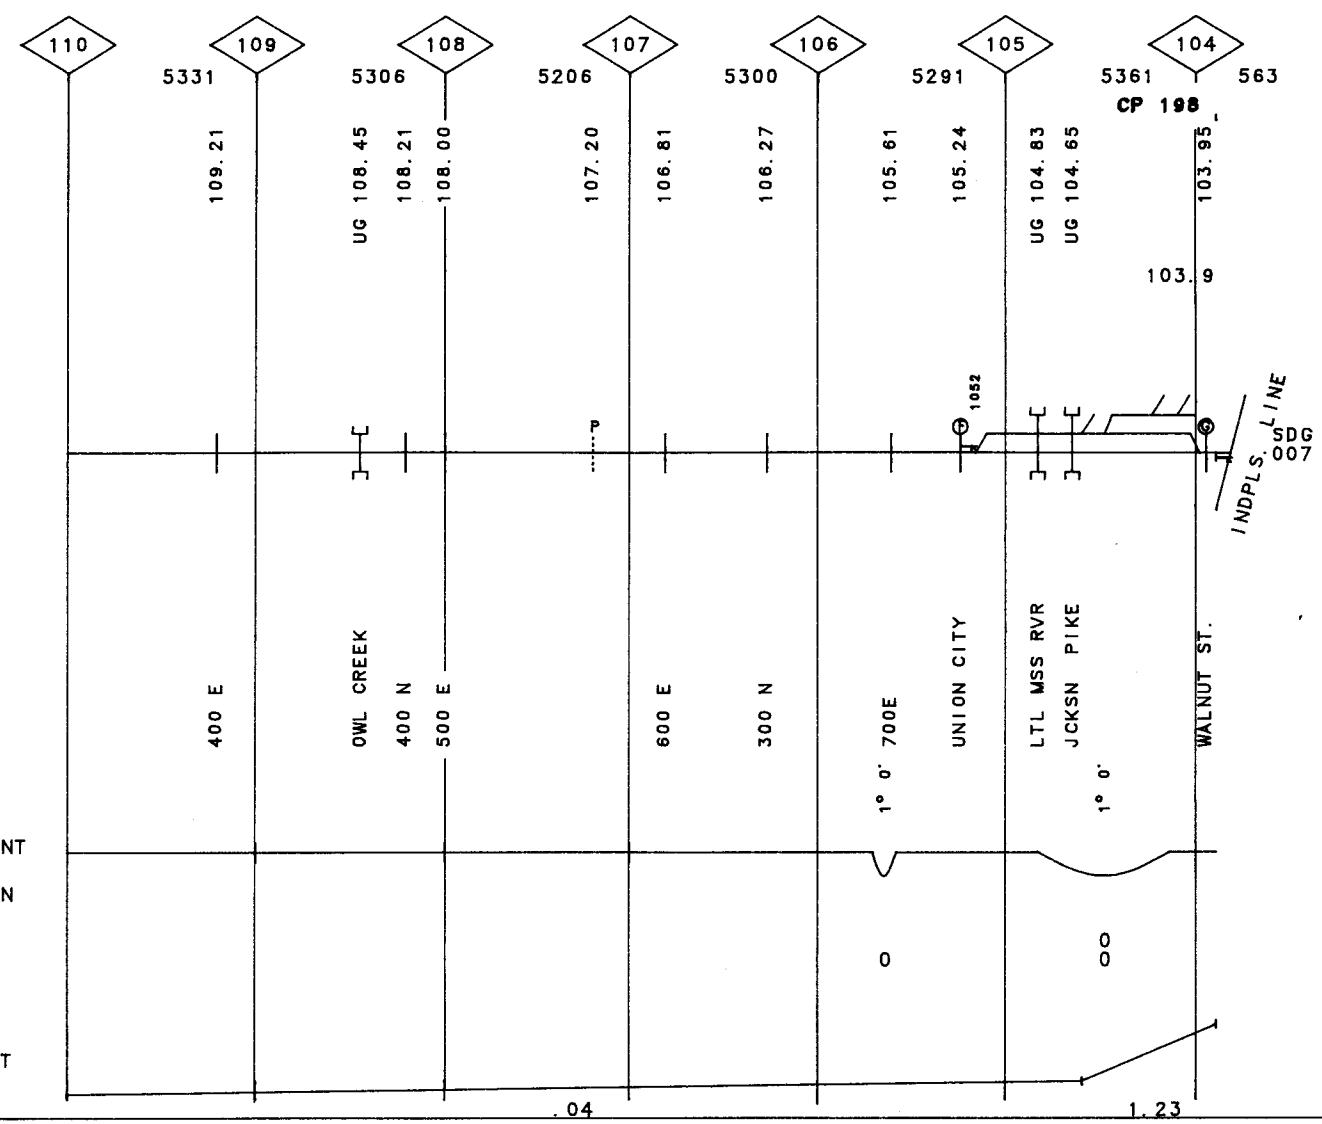 110 109 108 107 106 105 104
5331 5306 5206 5300 5291 5361 563
CP 198
109.21
UG 108.45
108.21
108.00
107.20
106.81
106.27
105.61
105.24
UG 104.83
UG 104.65
103.95
103.9
1052
P
G
INDPLS. LINE
SDG
007
400 E
OWL CREEK
400 N
500 E
600 E
300 N
700E
UNION CITY
LTL MSS RVR
JCKSN PIKE
WALNUT ST.
1° 0' 1° 0'
NT
N
0
0 0
T
.04 1.23